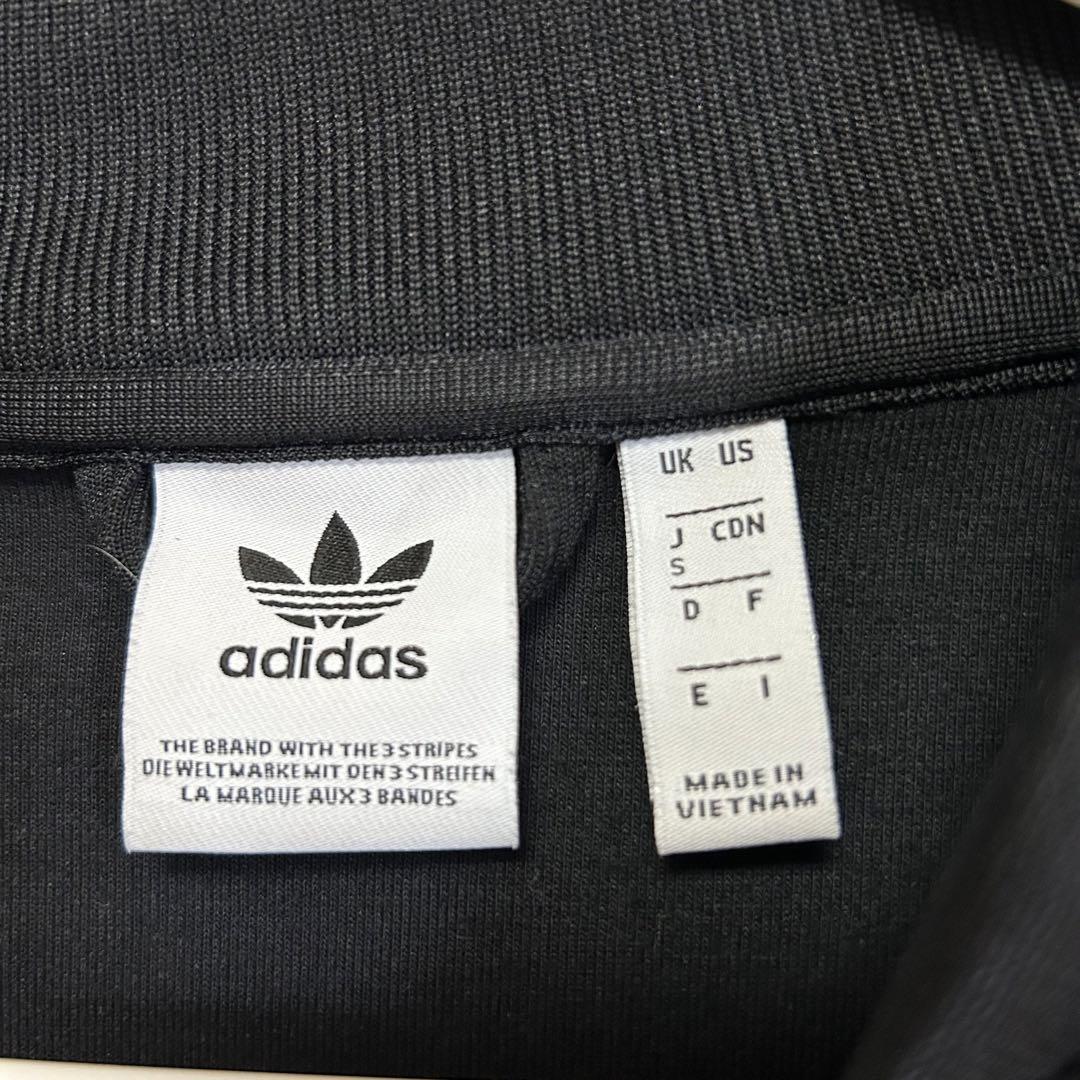 adidas
THE BRAND WITH THE 3 STRIPES
DIE WELTMARKE MIT DEN 3 STREIFEN
LA MARQUE AUX 3 BANDES
UK US
J CDN
S
D F
E I
MADE IN
VIETNAM